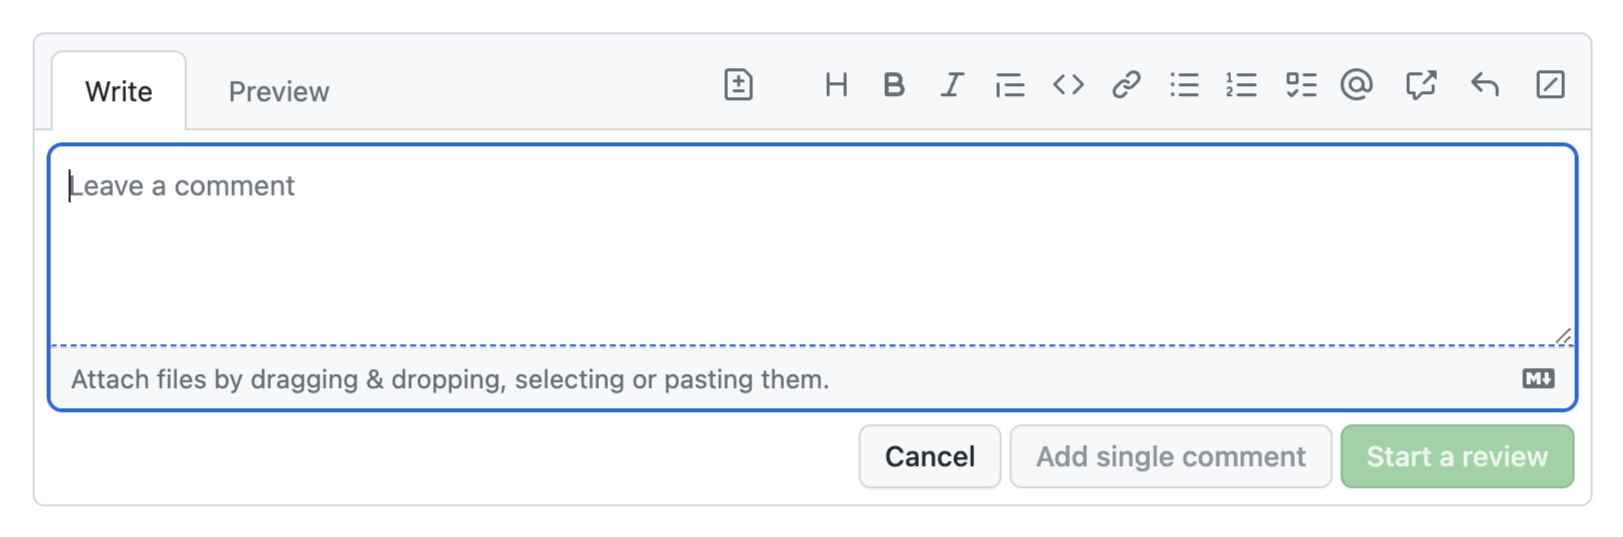 Write Preview H B I <> @
Leave a comment
Attach files by dragging & dropping, selecting or pasting them. M↓
Cancel Add single comment Start a review